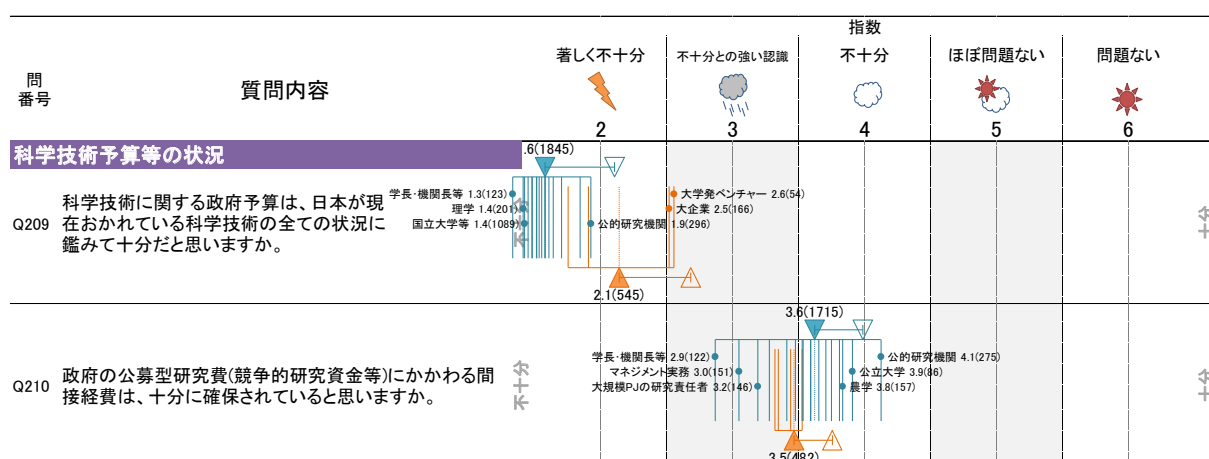 指数
問
番号
質問内容
著しく不十分
不十分との強い認識
不十分
ほぼ問題ない
問題ない
2
3
4
5
6
科学技術予算等の状況
.6(1845)
Q209
科学技術に関する政府予算は、日本が現
在おかれている科学技術の全ての状況に
鑑みて十分だと思いますか。
学長・機関長等 1.3(123)
理学 1.4(201)
国立大学等 1.4(1089)
大学発ベンチャー 2.6(54)
大企業 2.5(166)
公的研究機関 1.9(296)
不十分
十分
2.1(545)
3.6(1715)
Q210
政府の公募型研究費(競争的研究資金等)にかかわる間
接経費は、十分に確保されていると思いますか。
不十分
学長・機関長等 2.9(122)
マネジメント実務 3.0(151)
大規模PJの研究責任者 3.2(146)
公的研究機関 4.1(275)
公立大学 3.9(86)
農学 3.8(157)
十分
3.5(482)